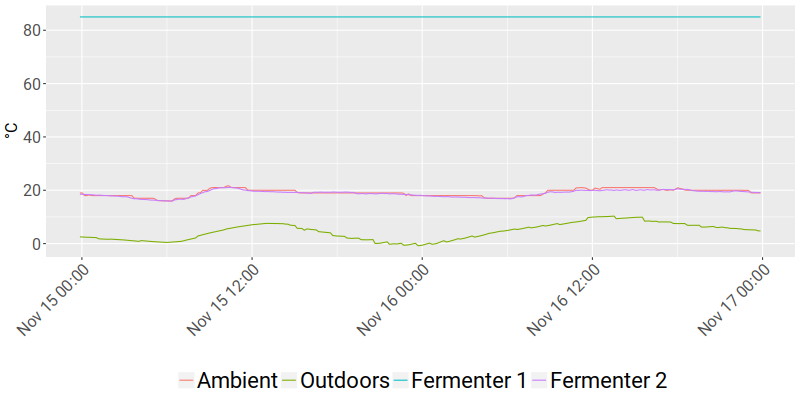 80
60
°C
40
20
0
Nov 15 00:00
Nov 15 12:00
Nov 16 00:00
Nov 16 12:00
Nov 17 00:00
Ambient Outdoors Fermenter 1 Fermenter 2